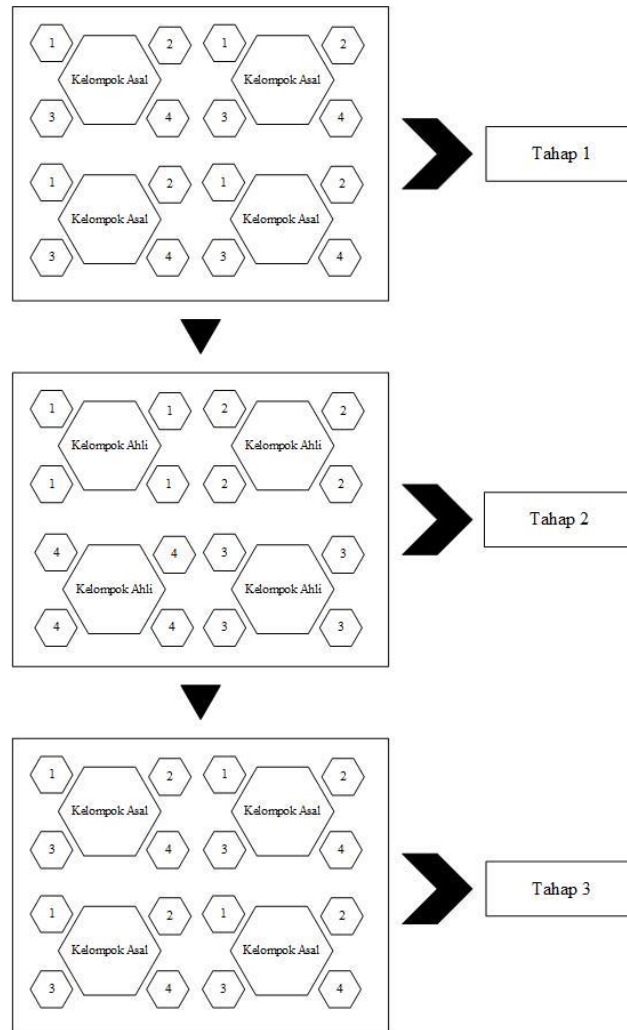 1 2 1 2
Kelompok Asal Kelompok Asal
3 4 3 4
Tahap 1
1 2 1 2
Kelompok Asal Kelompok Asal
3 4 3 4
1 1 2 2
Kelompok Ahli Kelompok Ahli
1 1 2 2
Tahap 2
4 4 3 3
Kelompok Ahli Kelompok Ahli
4 4 3 3
1 2 1 2
Kelompok Asal Kelompok Asal
3 4 3 4
Tahap 3
1 2 1 2
Kelompok Asal Kelompok Asal
3 4 3 4